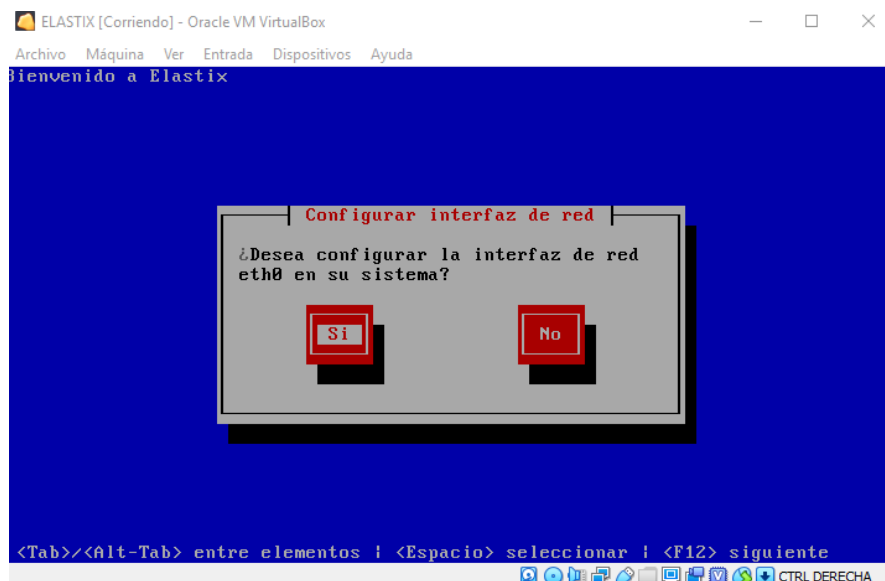 ELASTIX [Corriendo] - Oracle VM VirtualBox
Archivo Máquina Ver Entrada Dispositivos Ayuda
Bienvenido a Elastix
Configurar interfaz de red
¿Desea configurar la interfaz de red
eth0 en su sistema?
Si No
<Tab>/<Alt-Tab> entre elementos | <Espacio> seleccionar | <F12> siguiente
CTRL DERECHA